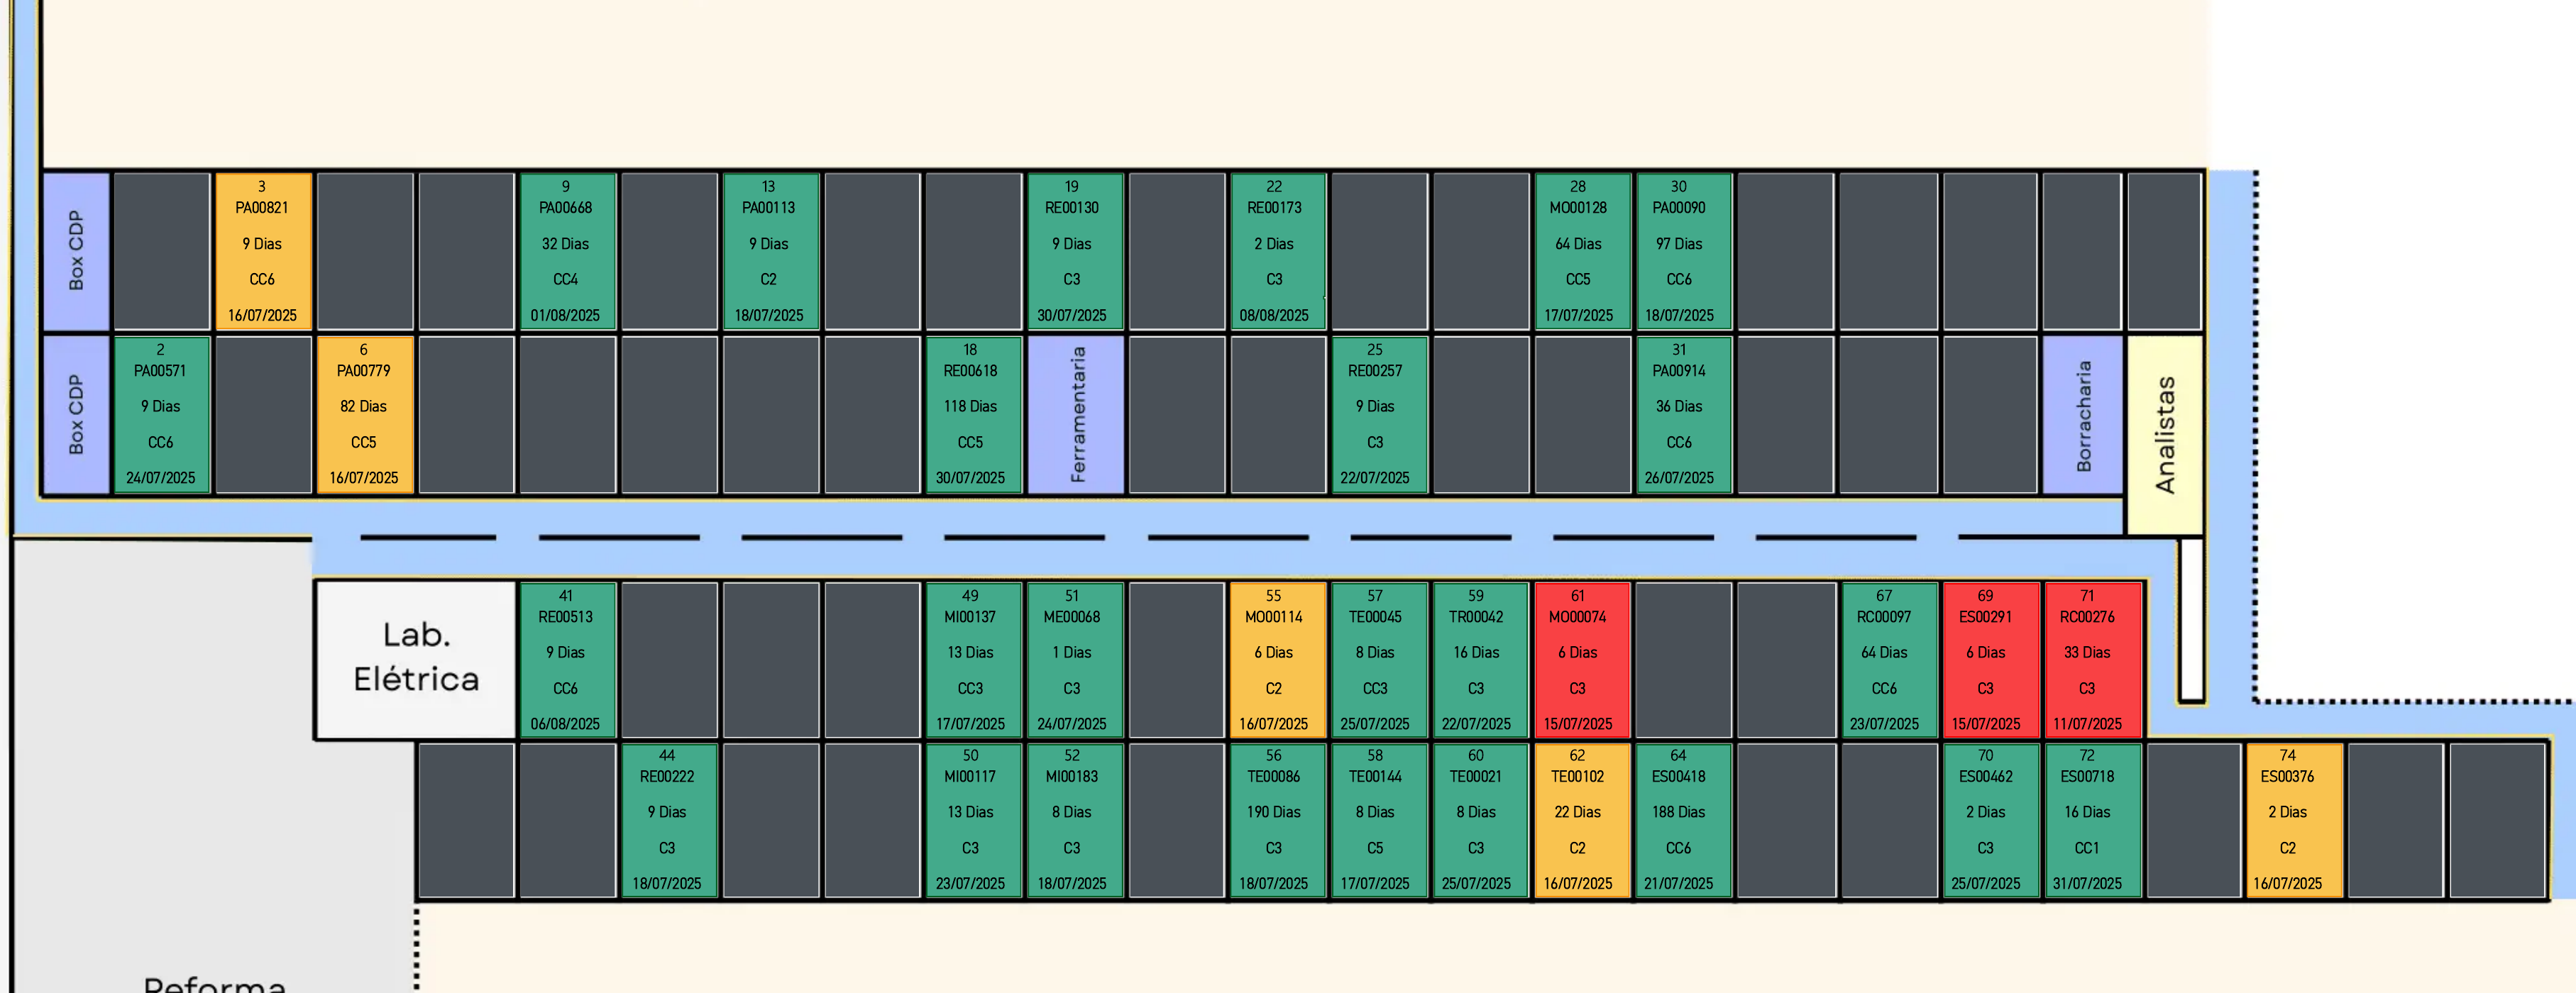 Box CDP
3
PA00821
9 Dias
CC6
16/07/2025
9
PA00668
32 Dias
CC4
01/08/2025
13
PA00113
9 Dias
C2
18/07/2025
19
RE00130
9 Dias
C3
30/07/2025
22
RE00173
2 Dias
C3
08/08/2025
28
MO00128
64 Dias
CC5
17/07/2025
30
PA00090
97 Dias
CC6
18/07/2025
Box CDP
2
PA00571
9 Dias
CC6
24/07/2025
6
PA00779
82 Dias
CC5
16/07/2025
18
RE00618
118 Dias
CC5
30/07/2025
Ferramentaria
25
RE00257
9 Dias
C3
22/07/2025
31
PA00914
36 Dias
CC6
26/07/2025
Borracharia
Analistas
Lab.
Elétrica
41
RE00513
9 Dias
CC6
06/08/2025
49
MI00137
13 Dias
CC3
17/07/2025
51
ME00068
1 Dias
C3
24/07/2025
55
MO00114
6 Dias
C2
16/07/2025
57
TE00045
8 Dias
CC3
25/07/2025
59
TR00042
16 Dias
C3
22/07/2025
61
MO00074
6 Dias
C3
15/07/2025
67
RC00097
64 Dias
CC6
23/07/2025
69
ES00291
6 Dias
C3
15/07/2025
71
RC00276
33 Dias
C3
11/07/2025
44
RE00222
9 Dias
C3
18/07/2025
50
MI00117
13 Dias
C3
23/07/2025
52
MI00183
8 Dias
C3
18/07/2025
56
TE00086
190 Dias
C3
18/07/2025
58
TE00144
8 Dias
C5
17/07/2025
60
TE00021
8 Dias
C3
25/07/2025
62
TE00102
22 Dias
C2
16/07/2025
64
ES00418
188 Dias
CC6
21/07/2025
70
ES00462
2 Dias
C3
25/07/2025
72
ES00718
16 Dias
CC1
31/07/2025
74
ES00376
2 Dias
C2
16/07/2025
Reforma